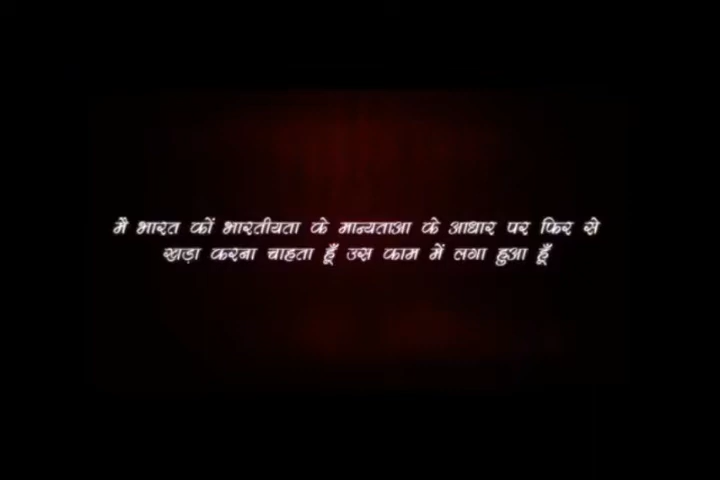 मै भारत कों भारतीयता के मान्यताआ के आधार पर फिर से
खड़ा करना चाहता हूँ उस काम में लगा हुआ हूँ